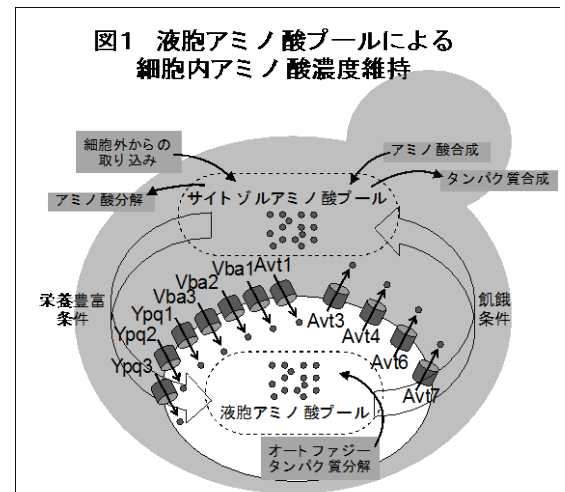 図1 液胞アミノ酸プールによる
細胞内アミノ酸濃度維持
細胞外からの
取り込み
アミノ酸合成
アミノ酸分解
タンパク質合成
サイトゾルアミノ酸プール
栄養豊富
条件
飢餓
条件
Ypq3
Ypq2
Ypq1
Vba3
Vba2
Vba1
Avt1
Avt3
Avt4
Avt6
Avt7
液胞アミノ酸プール
オートファジー
タンパク質分解